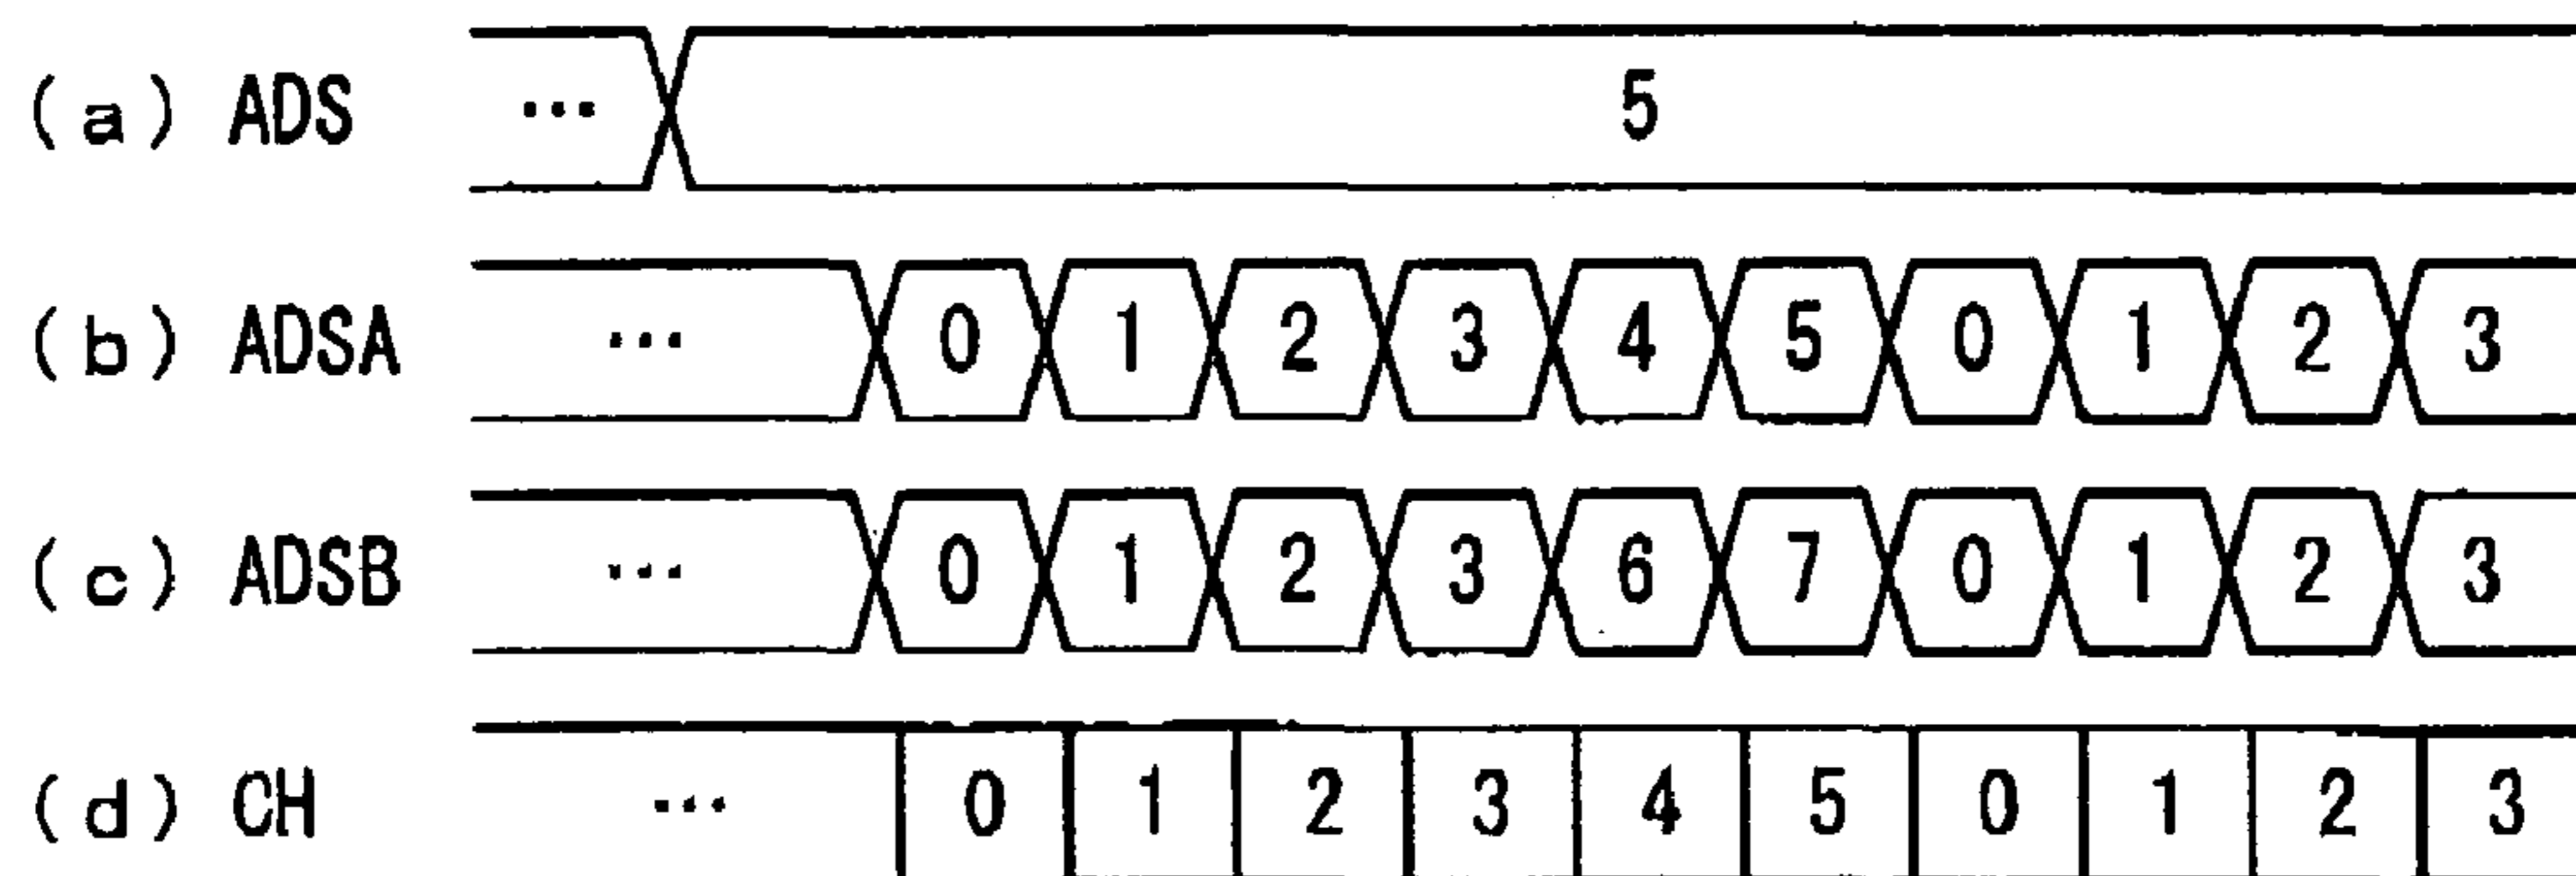 (a) ADS ... 5
(b) ADSA ... 0 1 2 3 4 5 0 1 2 3
(c) ADSB ... 0 1 2 3 6 7 0 1 2 3
(d) CH ... 0 1 2 3 4 5 0 1 2 3